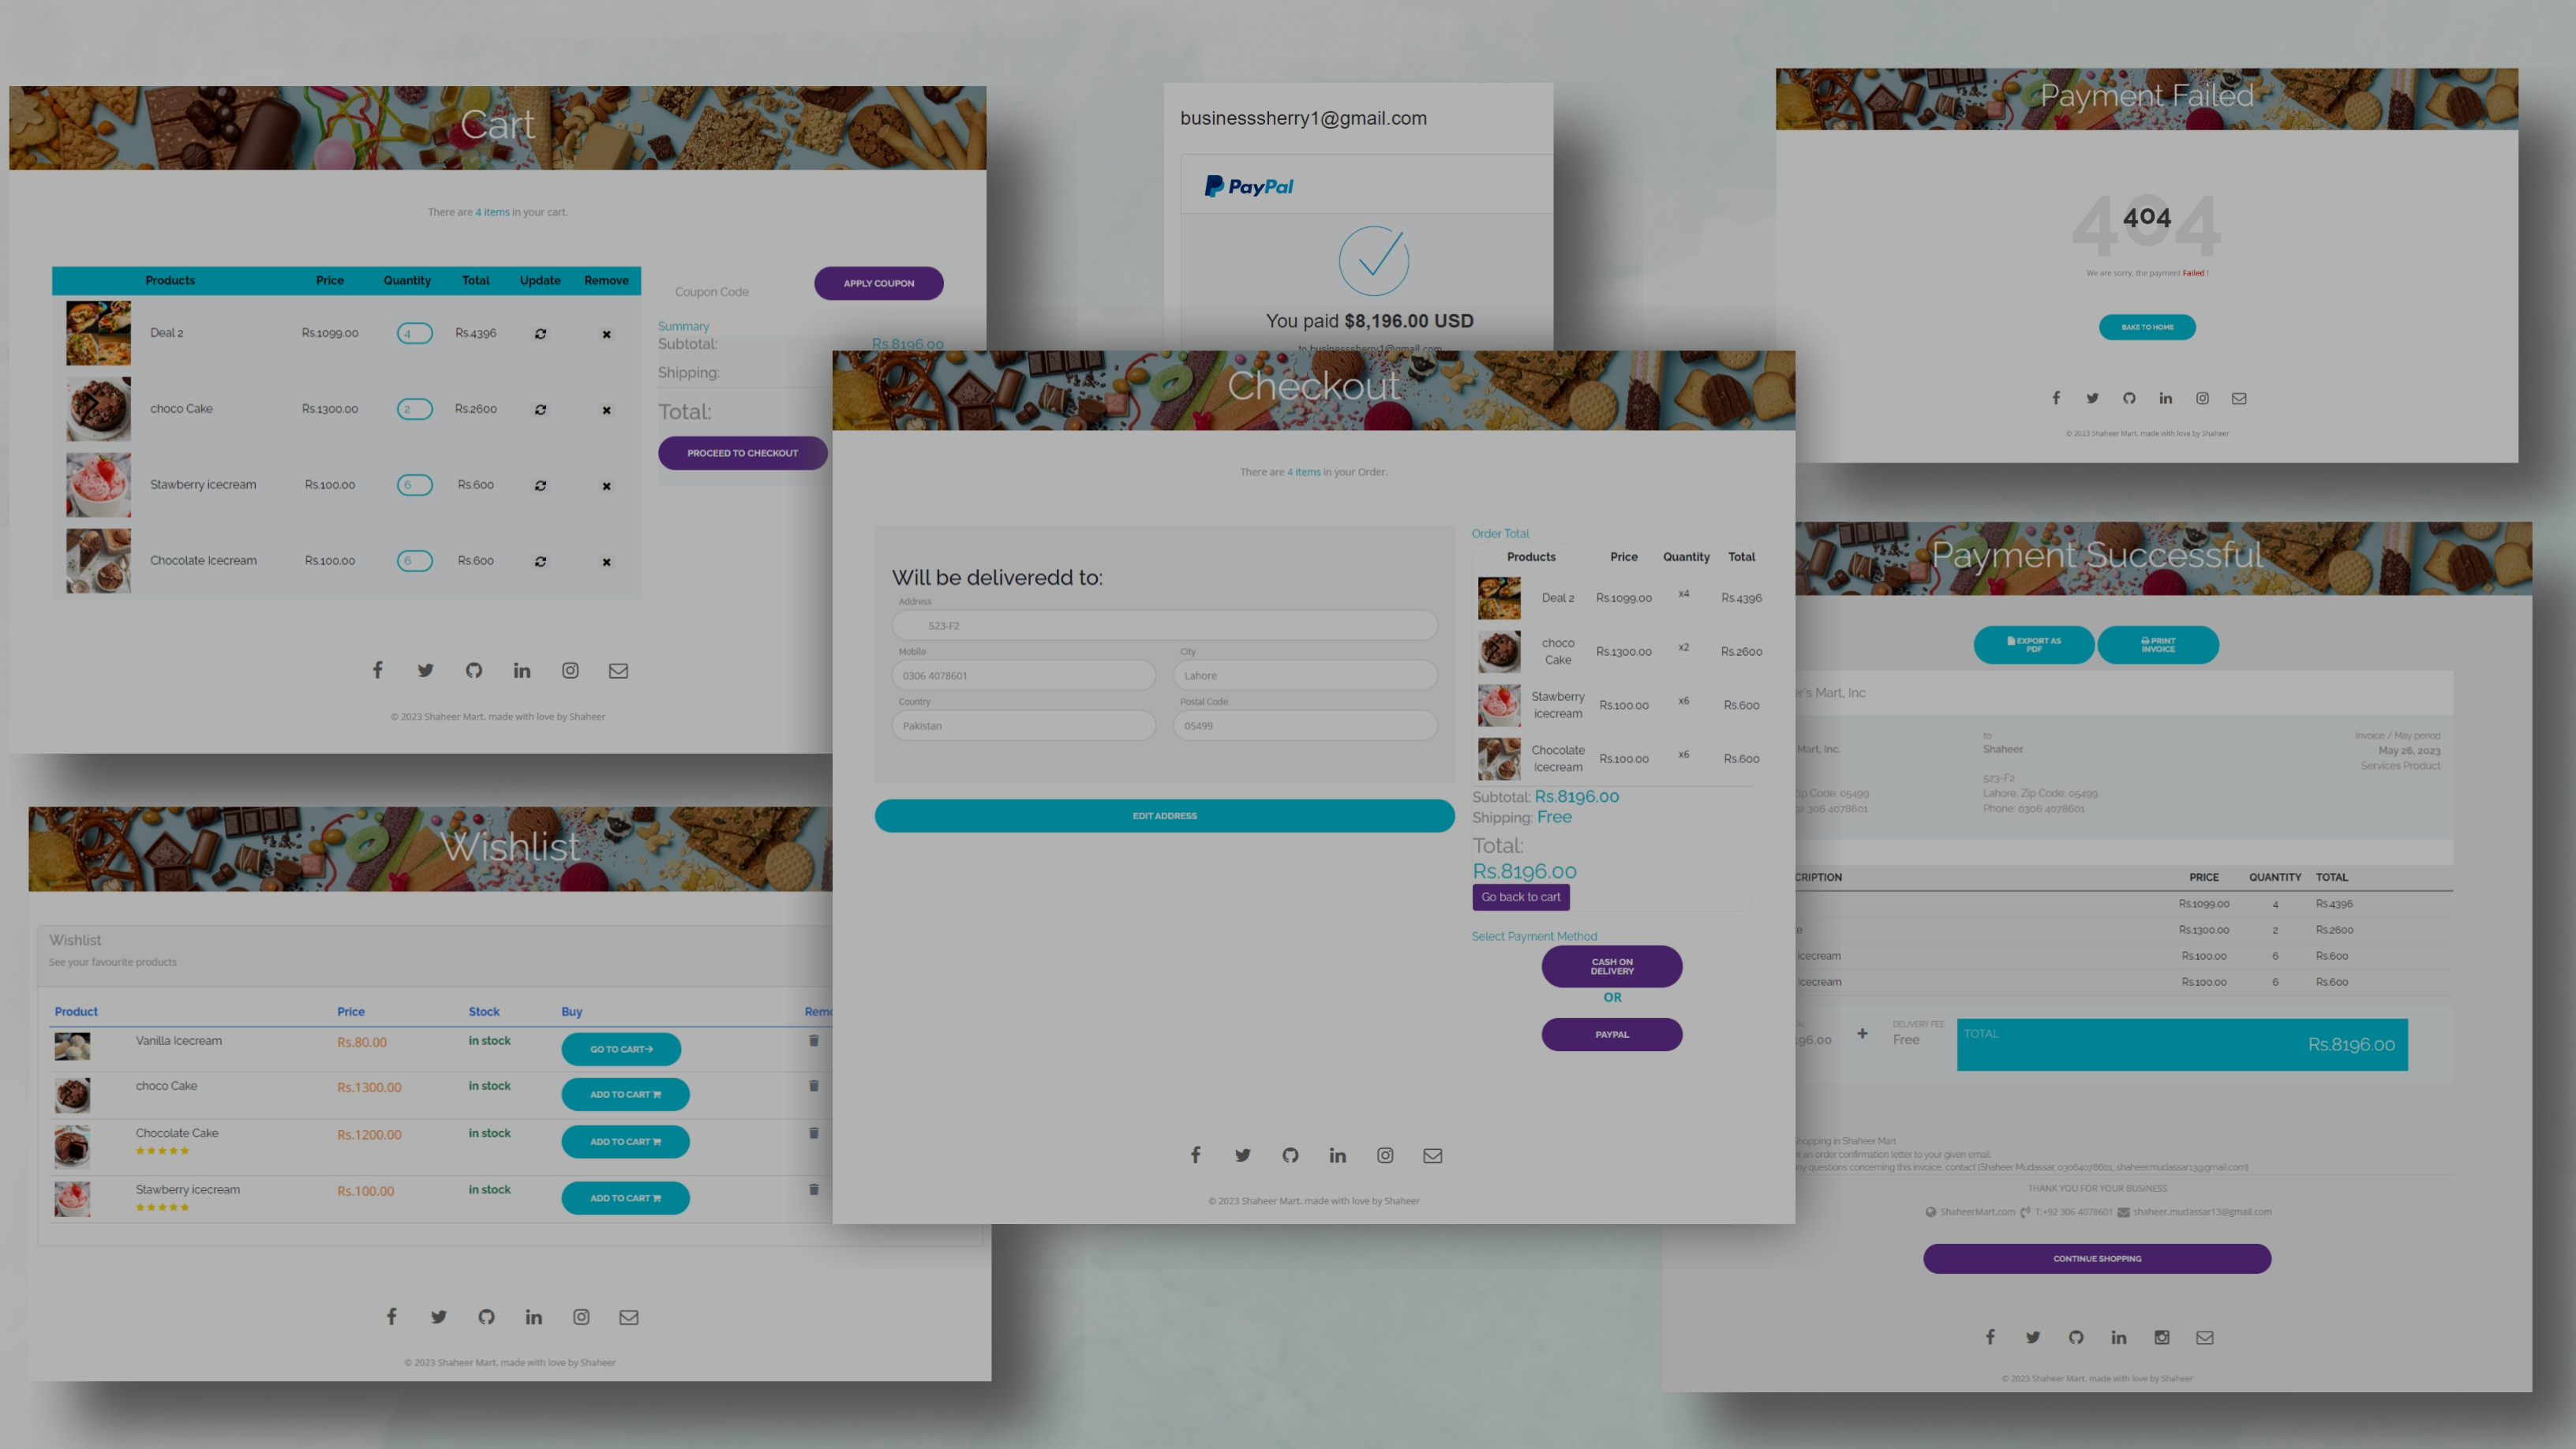 Cart
There are 4 items in your cart.
Products Price Quantity Total Update Remove
Deal 2 Rs.1099.00 4 Rs.4396
choco Cake Rs.1300.00 2 Rs.2600
Stawberry icecream Rs.100.00 6 Rs.600
Chocolate Icecream Rs.100.00 6 Rs.600
Coupon Code APPLY COUPON
Summary
Subtotal: Rs.8196.00
Shipping:
Total:
PROCEED TO CHECKOUT
© 2023 Shaheer Mart, made with love by Shaheer
businesssherry1@gmail.com
PayPal
You paid $8,196.00 USD
to businesssherry1@gmail.com
Payment Failed
404
404
We are sorry, the payment Failed !
BAKE TO HOME
© 2023 Shaheer Mart, made with love by Shaheer
Wishlist
Wishlist
See your favourite products
Product Price Stock Buy
Vanilla Icecream Rs.80.00 in stock GO TO CART
choco Cake Rs.1300.00 in stock ADD TO CART
Chocolate Cake Rs.1200.00 in stock ADD TO CART
Stawberry icecream Rs.100.00 in stock ADD TO CART
© 2023 Shaheer Mart, made with love by Shaheer
Checkout
There are 4 items in your Order.
Will be deliveredd to:
Address
523-F2
Mobile City
0306 4078601 Lahore
Country Postal Code
Pakistan 05499
EDIT ADDRESS
Order Total
Products Price Quantity Total
Deal 2 Rs.1099.00 x4 Rs.4396
choco
Cake Rs.1300.00 x2 Rs.2600
Stawberry
icecream Rs.100.00 x6 Rs.600
Chocolate
Icecream Rs.100.00 x6 Rs.600
Subtotal: Rs.8196.00
Shipping: Free
Total:
Rs.8196.00
Go back to cart
Select Payment Method
CASH ON
DELIVERY
OR
PAYPAL
© 2023 Shaheer Mart, made with love by Shaheer
Payment Successful
EXPORT AS
PDF
PRINT
INVOICE
r's Mart, Inc
Mart, Inc.
Zip Code: 05499
306 4078601
to
Shaheer
523-F2
Lahore, Zip Code: 05499
Phone: 0306 4078601
Invoice / May period
May 26, 2023
Services Product
CRIPTION PRICE QUANTITY TOTAL
Rs.1099.00 4 Rs.4396
Rs.1300.00 2 Rs.2600
icecream Rs.100.00 6 Rs.600
Icecream Rs.100.00 6 Rs.600
96.00 + DELIVERY FEE
Free
TOTAL
Rs.8196.00
hopping in Shaheer Mart
t an order confirmation letter to your given email
ny questions concerning this invoice, contact [Shaheer Mudassar, 03064078601, shaheer.mudassar13@gmail.com]
THANK YOU FOR YOUR BUSINESS
ShaheerMart.com T:+92 306 4078601 shaheer.mudassar13@gmail.com
CONTINUE SHOPPING
© 2023 Shaheer Mart, made with love by Shaheer